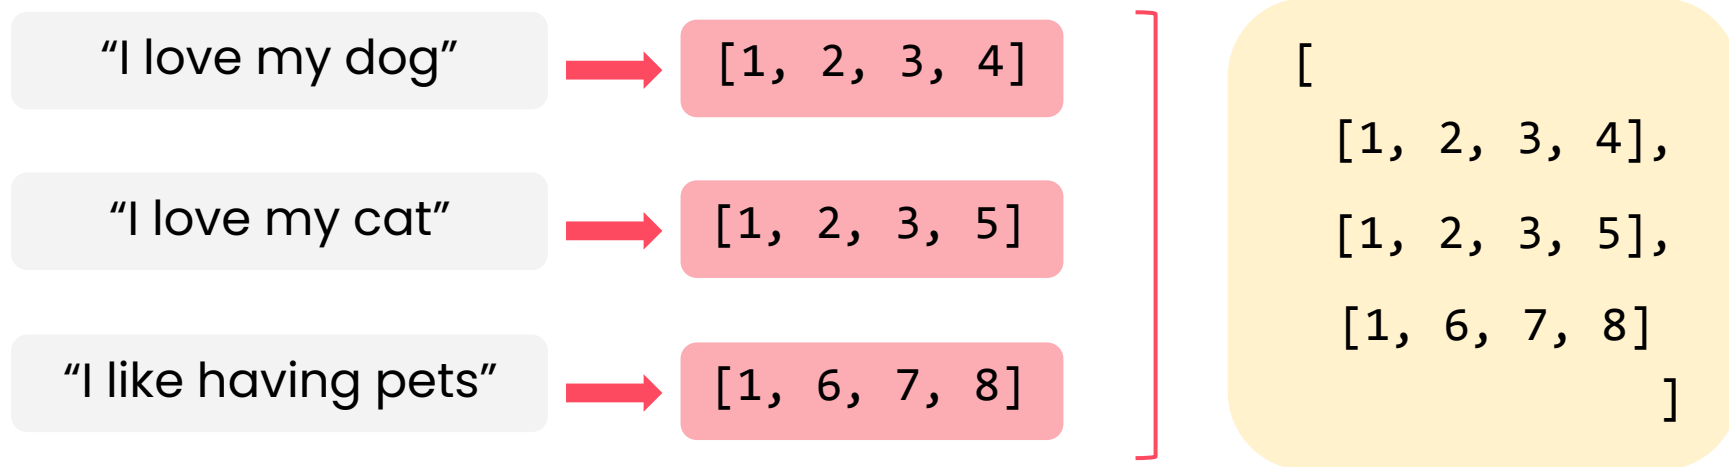 “I love my dog”
[1, 2, 3, 4]
“I love my cat”
[1, 2, 3, 5]
“I like having pets”
[1, 6, 7, 8]
[
[1, 2, 3, 4],
[1, 2, 3, 5],
[1, 6, 7, 8]
]